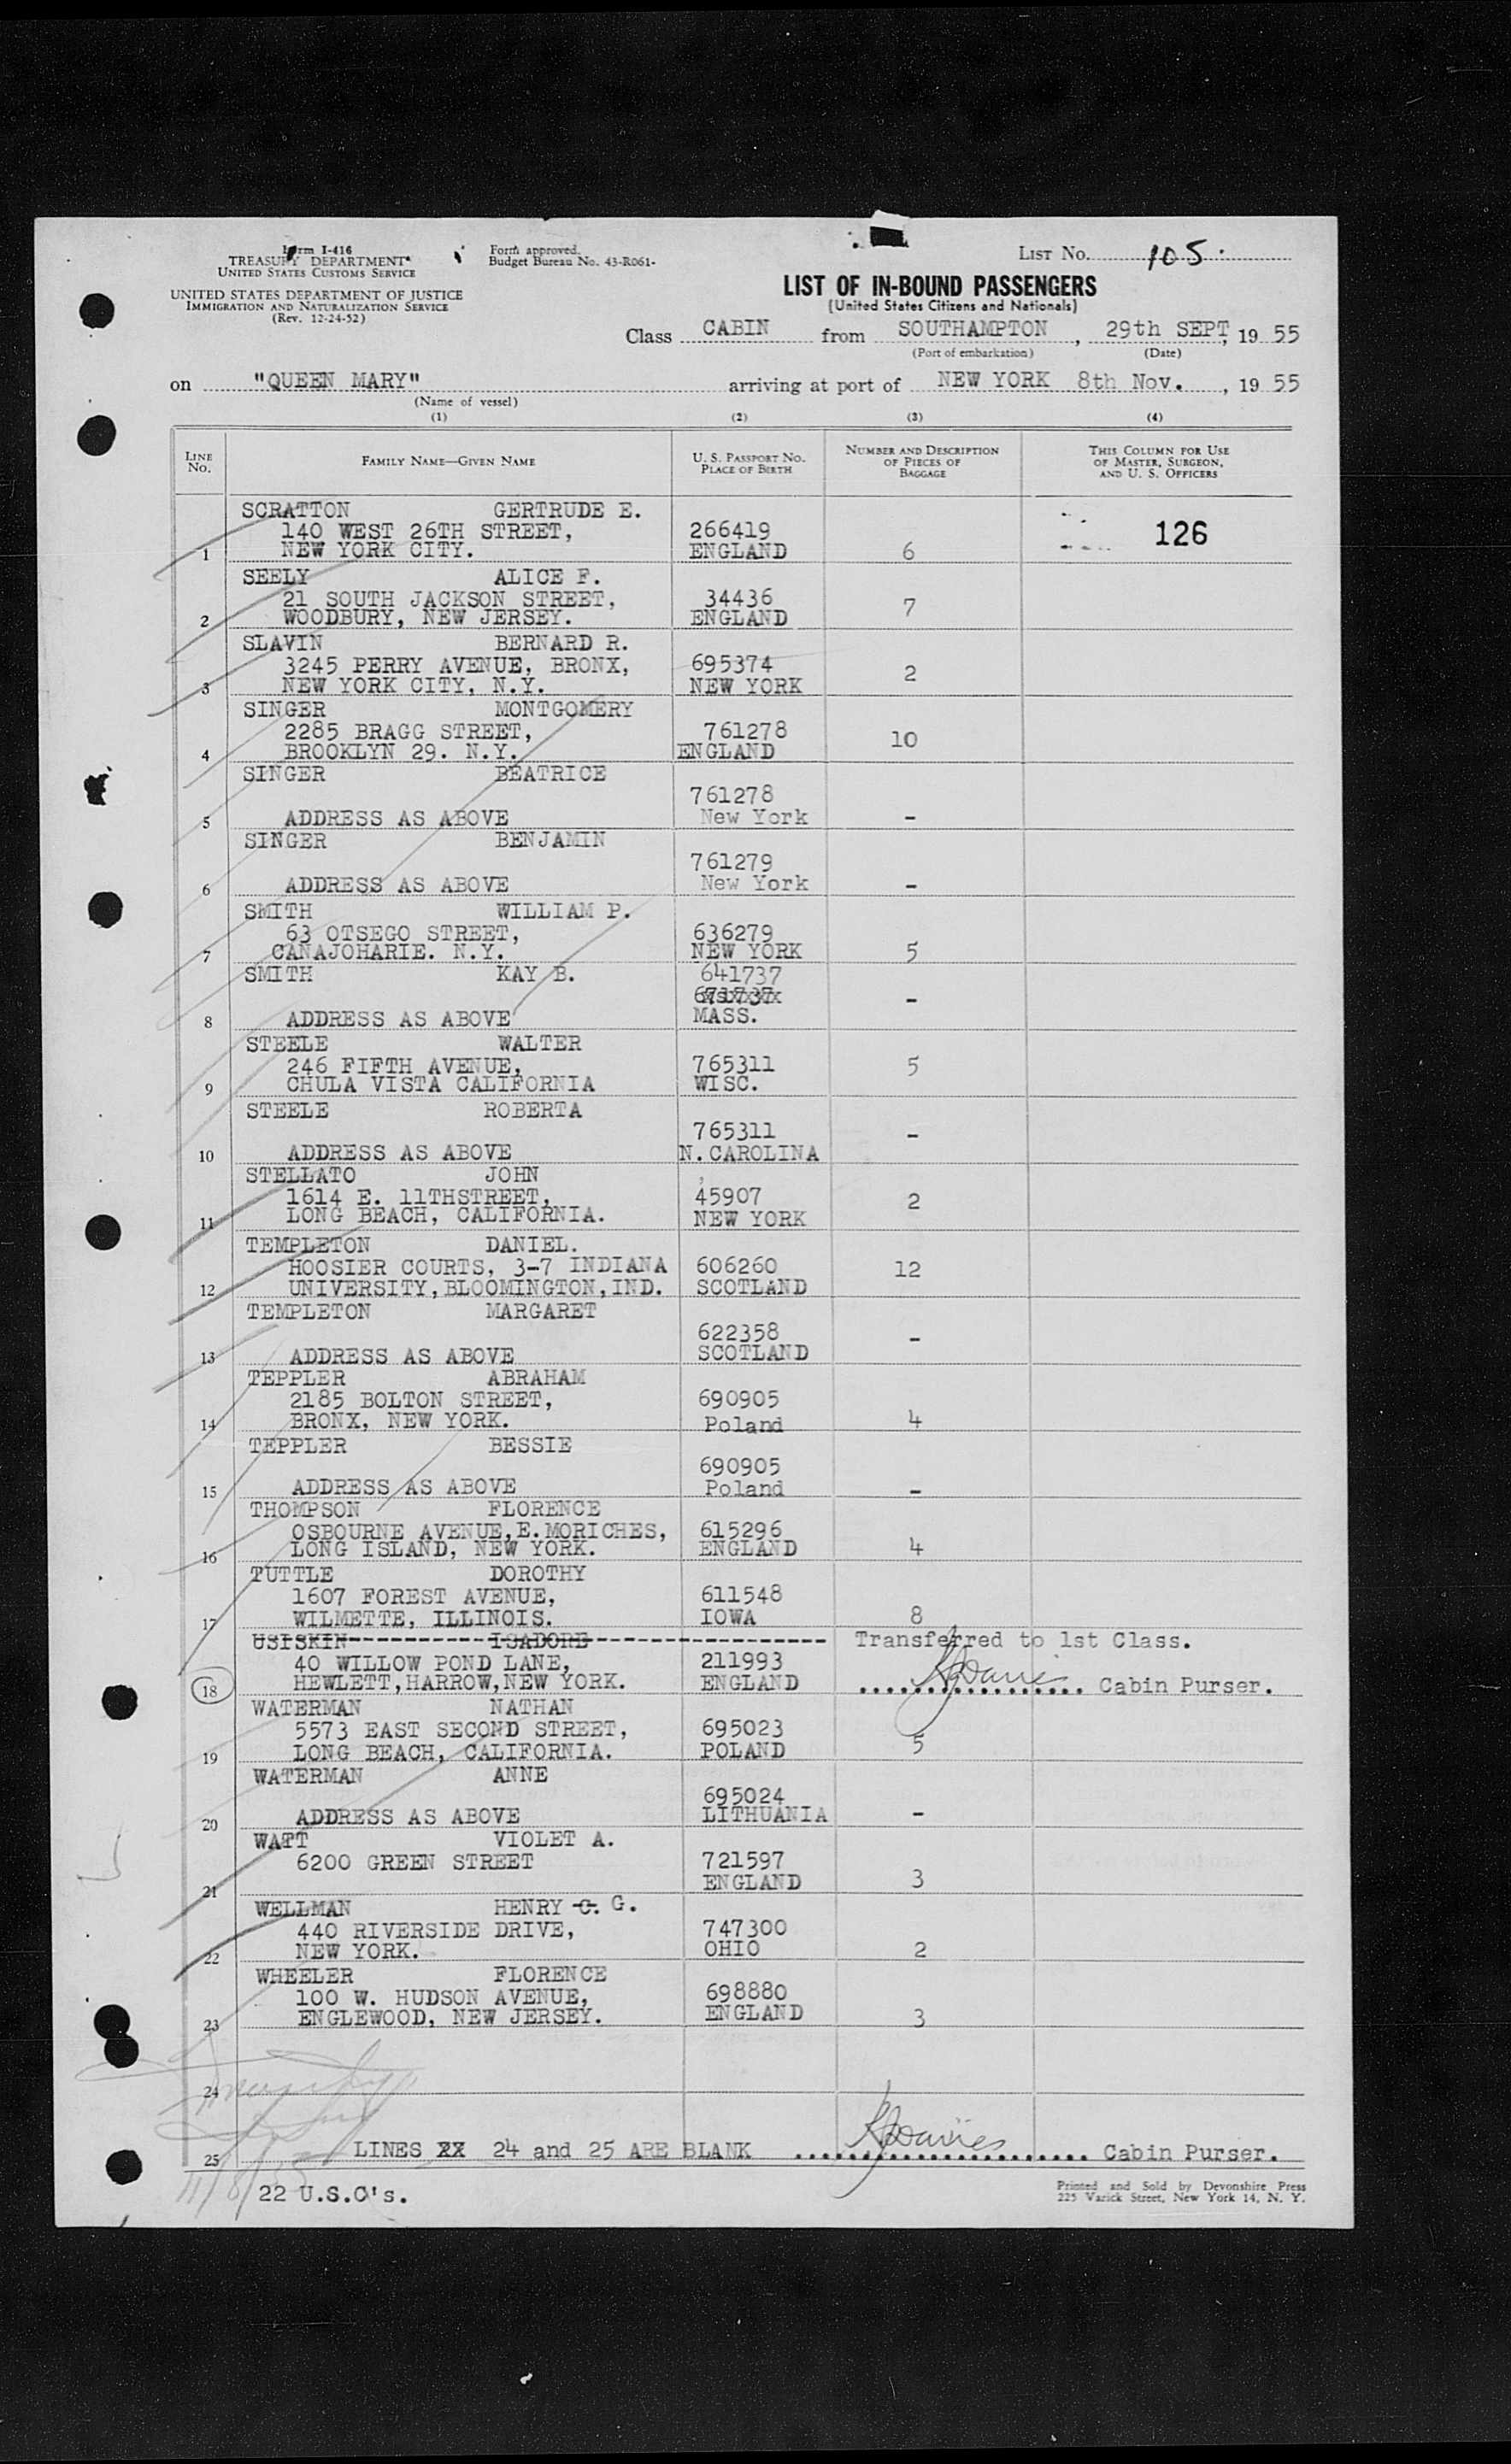 Form I-416
TREASURY DEPARTMENT
UNITED STATES CUSTOMS SERVICE
UNITED STATES DEPARTMENT OF JUSTICE
IMMIGRATION AND NATURALIZATION SERVICE
(Rev. 12-24-52)
Form approved.
Budget Bureau No. 43-R061-
LIST No. 105.
LIST OF IN-BOUND PASSENGERS
(United States Citizens and Nationals)
Class CABIN from SOUTHAMPTON, 29th SEPT, 19 55
(Port of embarkation) (Date)
on "QUEEN MARY" arriving at port of NEW YORK 8th Nov., 19 55
(Name of vessel)
(1) (2) (3) (4)
LINE No. FAMILY NAME—GIVEN NAME U. S. PASSPORT No. PLACE OF BIRTH NUMBER AND DESCRIPTION OF PIECES OF BAGGAGE THIS COLUMN FOR USE OF MASTER, SURGEON, AND U. S. OFFICERS
SCRATTON GERTRUDE E.
140 WEST 26TH STREET, 266419 126
1 NEW YORK CITY. ENGLAND 6
SEELY ALICE F.
21 SOUTH JACKSON STREET, 34436 7
2 WOODBURY, NEW JERSEY. ENGLAND
SLAVIN BERNARD R.
3245 PERRY AVENUE, BRONX, 695374 2
3 NEW YORK CITY, N.Y. NEW YORK
SINGER MONTGOMERY
2285 BRAGG STREET, 761278 10
4 BROOKLYN 29. N.Y. ENGLAND
SINGER BEATRICE
761278
5 ADDRESS AS ABOVE New York -
SINGER BENJAMIN
761279
6 ADDRESS AS ABOVE New York -
SMITH WILLIAM P.
63 OTSEGO STREET, 636279
7 CANAJOHARIE. N.Y. NEW YORK 5
SMITH KAY B. 641737
671737 -
8 ADDRESS AS ABOVE MASS.
STEELE WALTER
246 FIFTH AVENUE, 765311 5
9 CHULA VISTA CALIFORNIA WISC.
STEELE ROBERTA
765311 -
10 ADDRESS AS ABOVE N.CAROLINA
STELLATO JOHN
1614 E. 11THSTREET, 45907 2
11 LONG BEACH, CALIFORNIA. NEW YORK
TEMPLETON DANIEL.
HOOSIER COURTS, 3-7 INDIANA 606260 12
12 UNIVERSITY,BLOOMINGTON,IND. SCOTLAND
TEMPLETON MARGARET
622358 -
13 ADDRESS AS ABOVE SCOTLAND
TEPPLER ABRAHAM
2185 BOLTON STREET, 690905
14 BRONX, NEW YORK. Poland 4
TEPPLER BESSIE
690905
15 ADDRESS AS ABOVE Poland -
THOMPSON FLORENCE
OSBOURNE AVENUE,E.MORICHES, 615296
16 LONG ISLAND, NEW YORK. ENGLAND 4
TUTTLE DOROTHY
1607 FOREST AVENUE, 611548
17 WILMETTE, ILLINOIS. IOWA 8
USISKIN ISADORE Transferred to 1st Class.
40 WILLOW POND LANE, 211993
18 HEWLETT,HARROW,NEW YORK. ENGLAND KJDavies Cabin Purser.
WATERMAN NATHAN
5573 EAST SECOND STREET, 695023
19 LONG BEACH, CALIFORNIA. POLAND 5
WATERMAN ANNE
695024
20 ADDRESS AS ABOVE LITHUANIA -
WATT VIOLET A.
6200 GREEN STREET 721597
21 ENGLAND 3
WELLMAN HENRY C. G.
440 RIVERSIDE DRIVE, 747300
22 NEW YORK. OHIO 2
WHEELER FLORENCE
100 W. HUDSON AVENUE, 698880
23 ENGLEWOOD, NEW JERSEY. ENGLAND 3
24
25 LINES XX 24 and 25 ARE BLANK KJDavies Cabin Purser.
22 U.S.C's.
Printed and Sold by Devonshire Press
225 Varick Street, New York 14, N. Y.